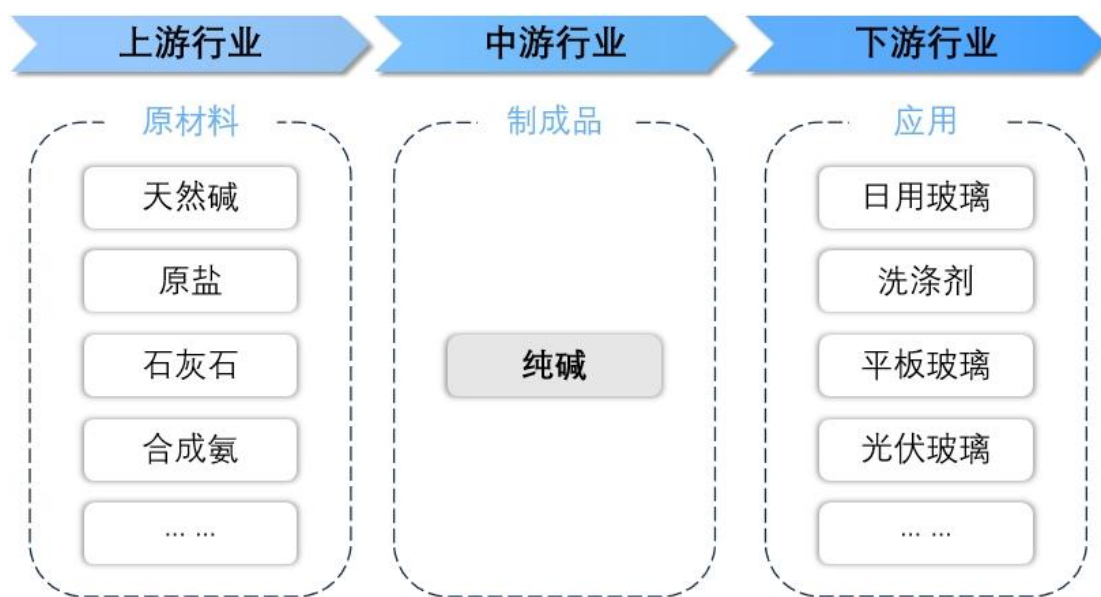 上游行业
中游行业
下游行业
原材料
天然碱
原盐
石灰石
合成氨
... ...
制成品
纯碱
应用
日用玻璃
洗涤剂
平板玻璃
光伏玻璃
... ...